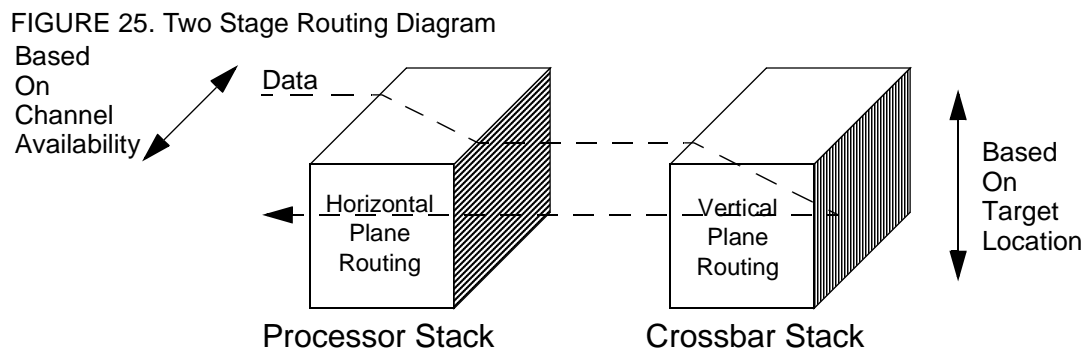 FIGURE 25. Two Stage Routing Diagram
Based
On
Channel
Availability
Data
Horizontal
Plane
Routing
Vertical
Plane
Routing
Based
On
Target
Location
Processor Stack
Crossbar Stack